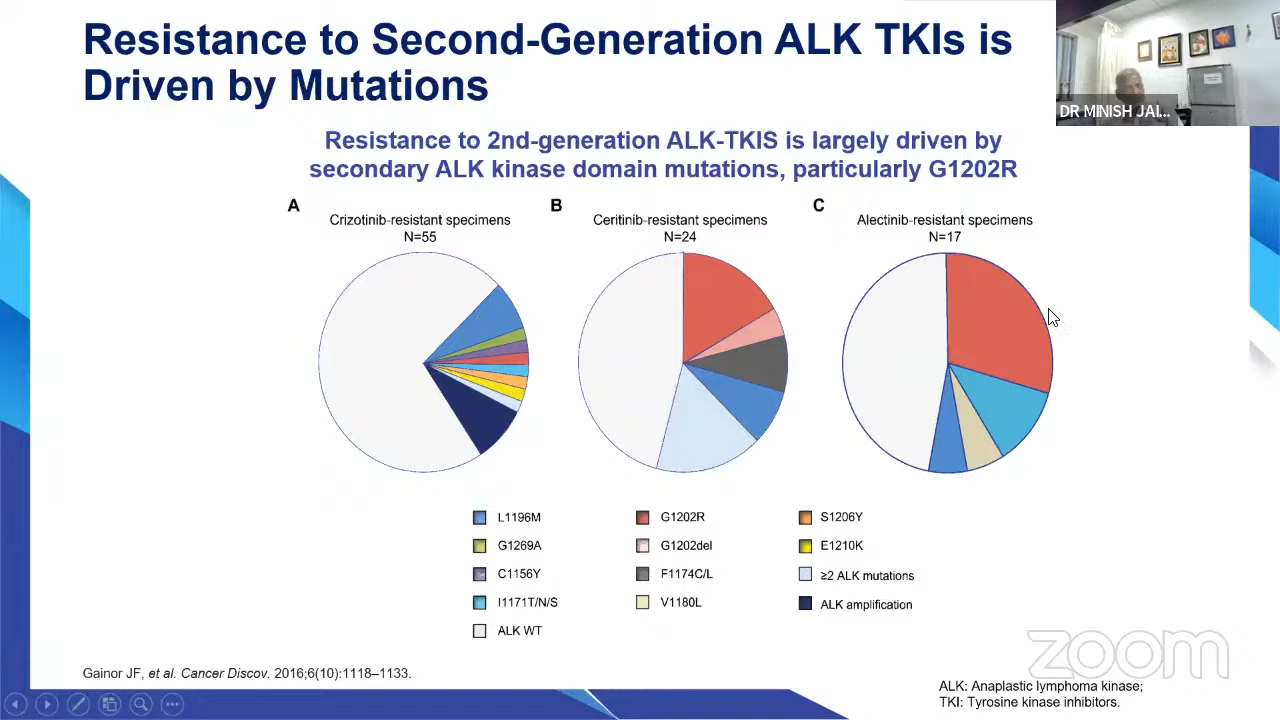 Resistance to Second-Generation ALK TKIs is
Driven by Mutations
DR MINISH JAI...
Resistance to 2nd-generation ALK-TKIS is largely driven by
secondary ALK kinase domain mutations, particularly G1202R
A
Crizotinib-resistant specimens
N=55
B
Ceritinib-resistant specimens
N=24
C
Alectinib-resistant specimens
N=17
L1196M
G1202R
S1206Y
G1269A
G1202del
E1210K
C1156Y
F1174C/L
≥2 ALK mutations
I1171T/N/S
V1180L
ALK amplification
ALK WT
zoom
Gainor JF, et al. Cancer Discov. 2016;6(10):1118–1133.
ALK: Anaplastic lymphoma kinase;
TKI: Tyrosine kinase inhibitors.